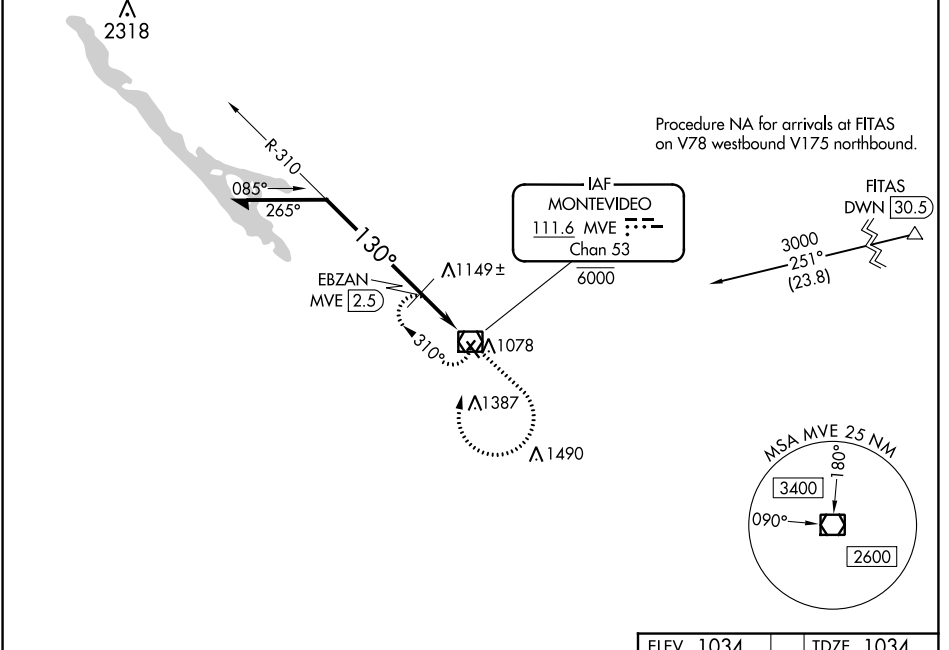 2318
R-310
085°
265°
130°
EBZAN
MVE 2.5
1149±
310°
1078
1387
1490
IAF
MONTEVIDEO
111.6 MVE
Chan 53
6000
Procedure NA for arrivals at FITAS
on V78 westbound V175 northbound.
FITAS
DWN 30.5
3000
251°
(23.8)
MSA MVE 25 NM
180°
3400
090°
2600
ELEV 1034 TDZE 1034